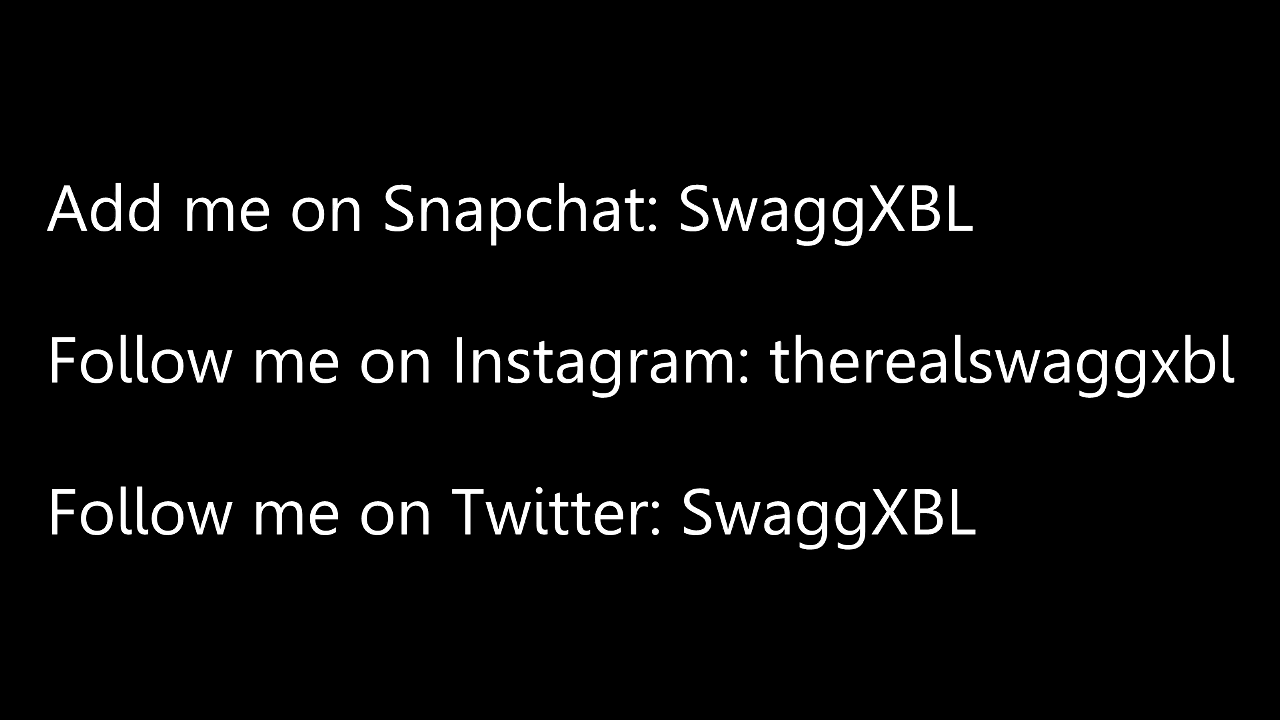 Add me on Snapchat: SwaggXBL
Follow me on Instagram: therealswaggxbl
Follow me on Twitter: SwaggXBL